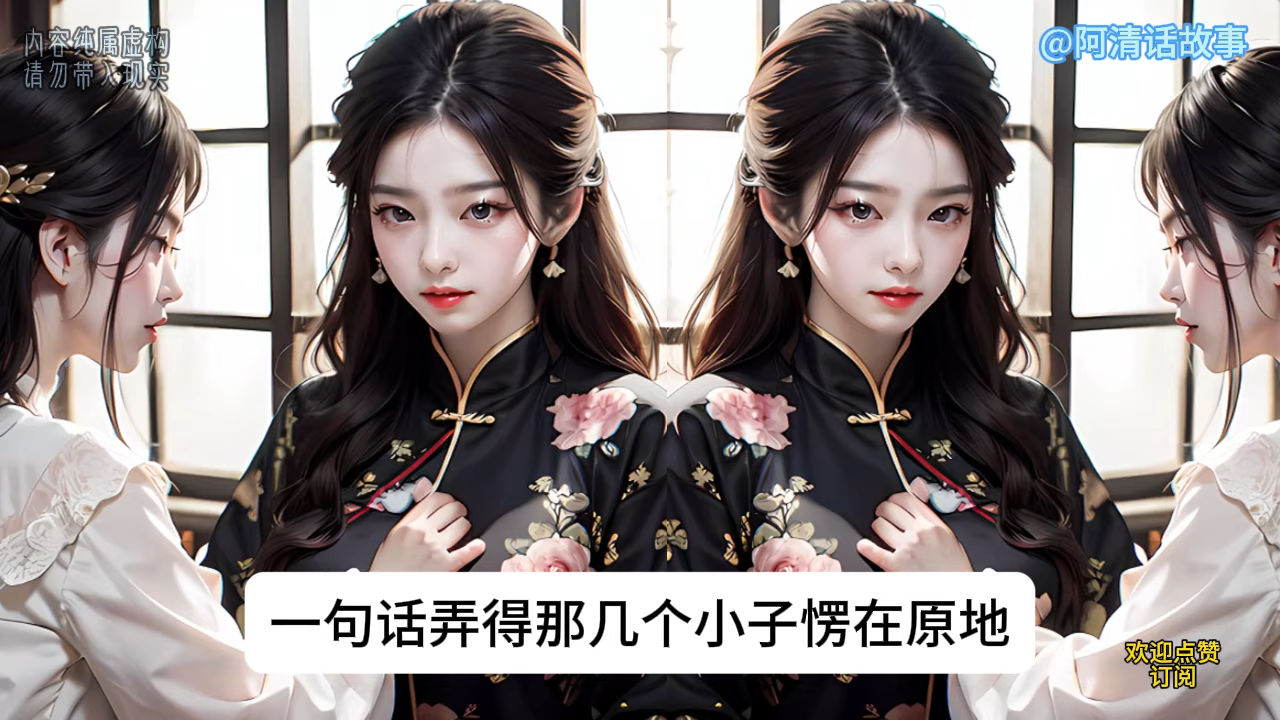 内容纯属虚构
请勿带入现实
@阿清话故事
一句话弄得那几个小子愣在原地
欢迎点赞
订阅